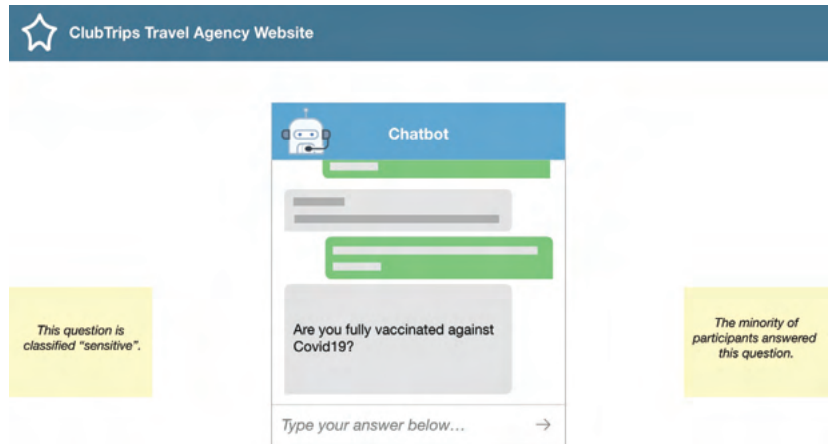 ClubTrips Travel Agency Website
Chatbot
This question is
classified “sensitive”.
Are you fully vaccinated against
Covid19?
The minority of
participants answered
this question.
Type your answer below...